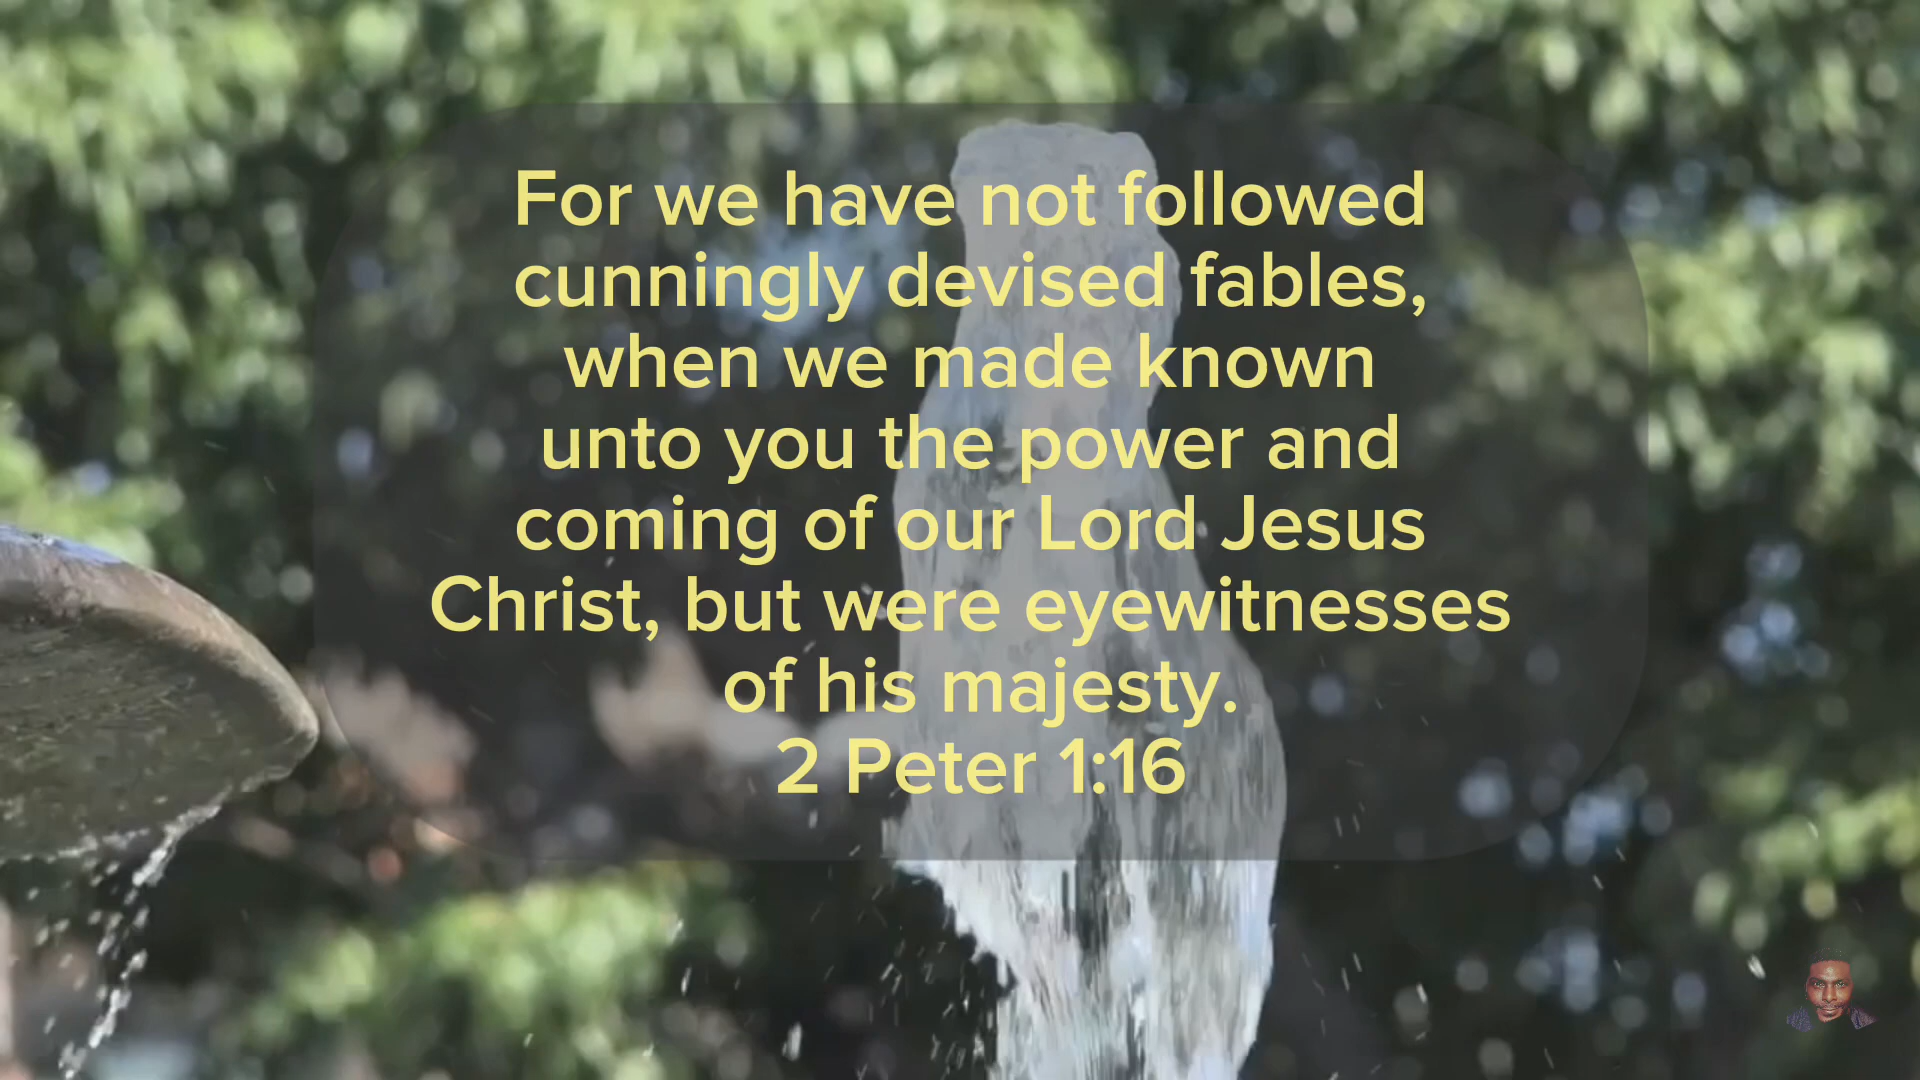 For we have not followed
cunningly devised fables,
when we made known
unto you the power and
coming of our Lord Jesus
Christ, but were eyewitnesses
of his majesty.
2 Peter 1:16